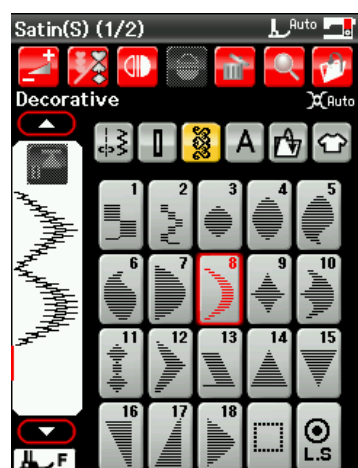 Satin(S) (1/2) Auto
Decorative Auto
A
1 2 3 4 5
6 7 8 9 10
11 12 13 14 15
16 17 18 L.S
F